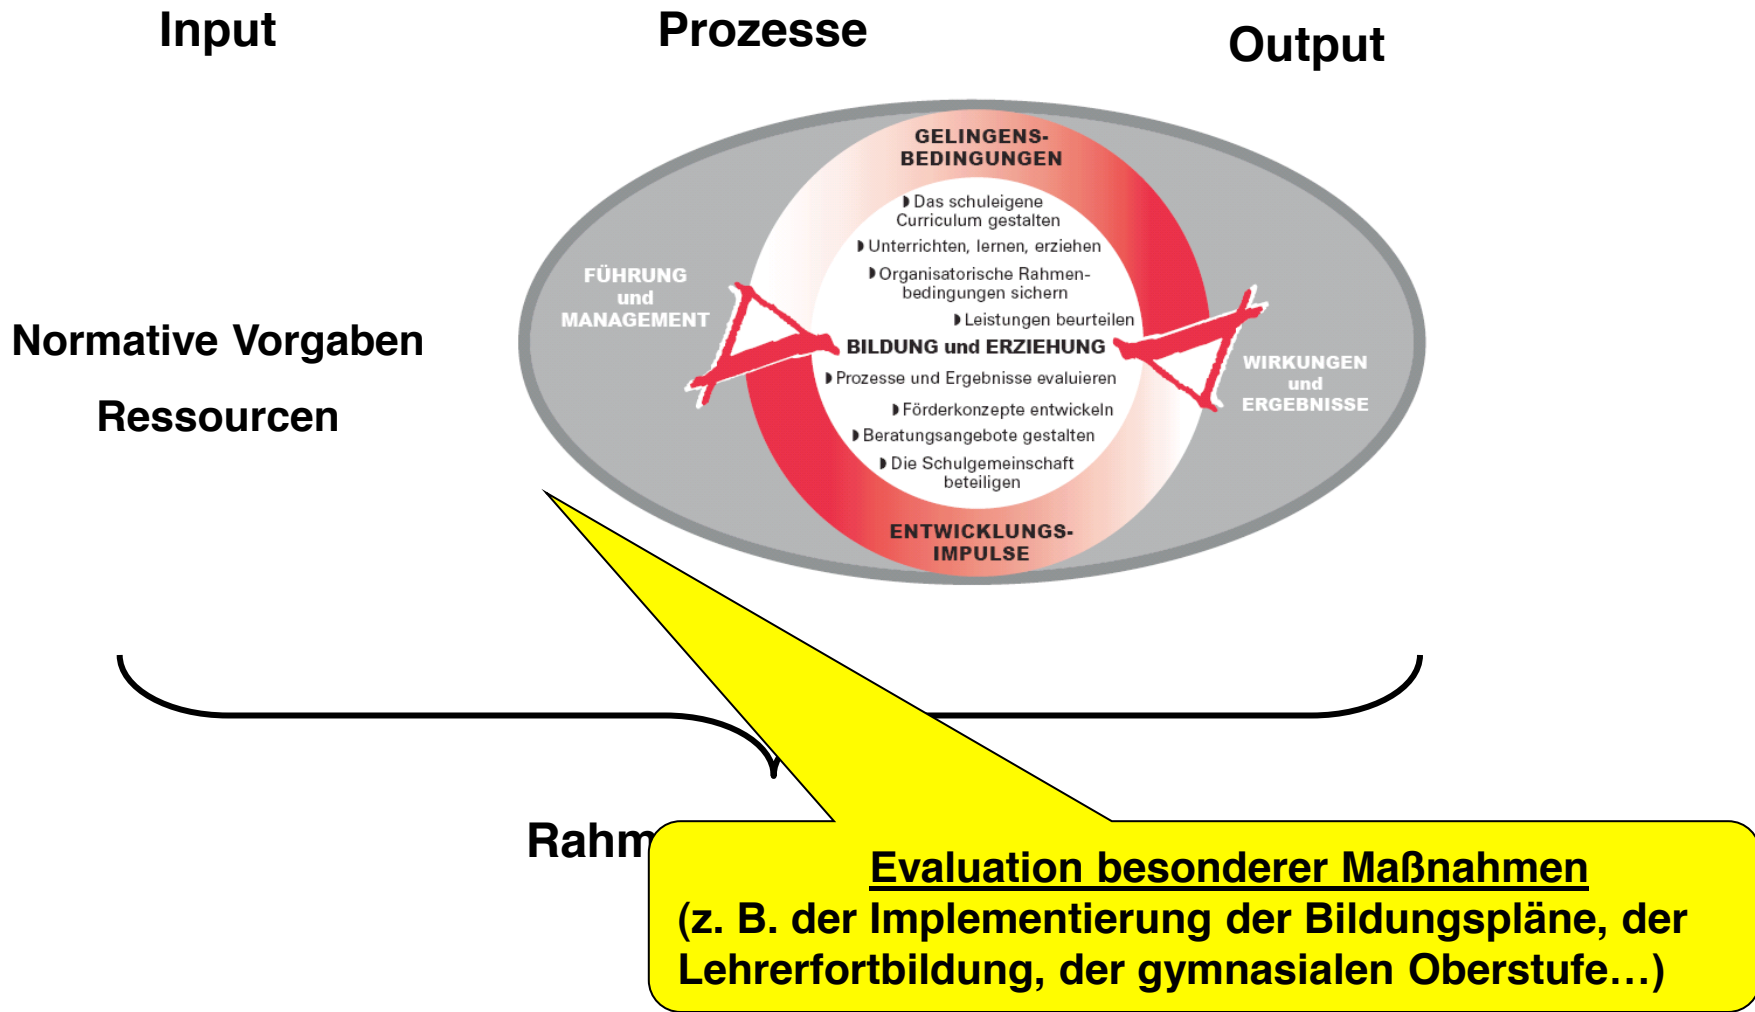 Input
Prozesse
Output
GELINGENS-
BEDINGUNGEN
Das schuleigene
Curriculum gestalten
Unterrichten, lernen, erziehen
Organisatorische Rahmen-
bedingungen sichern
Leistungen beurteilen
FÜHRUNG
und
MANAGEMENT
BILDUNG und ERZIEHUNG
WIRKUNGEN
und
ERGEBNISSE
Prozesse und Ergebnisse evaluieren
Förderkonzepte entwickeln
Beratungsangebote gestalten
Die Schulgemeinschaft
beteiligen
ENTWICKLUNGS-
IMPULSE
Normative Vorgaben
Ressourcen
Evaluation besonderer Maßnahmen
(z. B. der Implementierung der Bildungspläne, der
Lehrerfortbildung, der gymnasialen Oberstufe…)